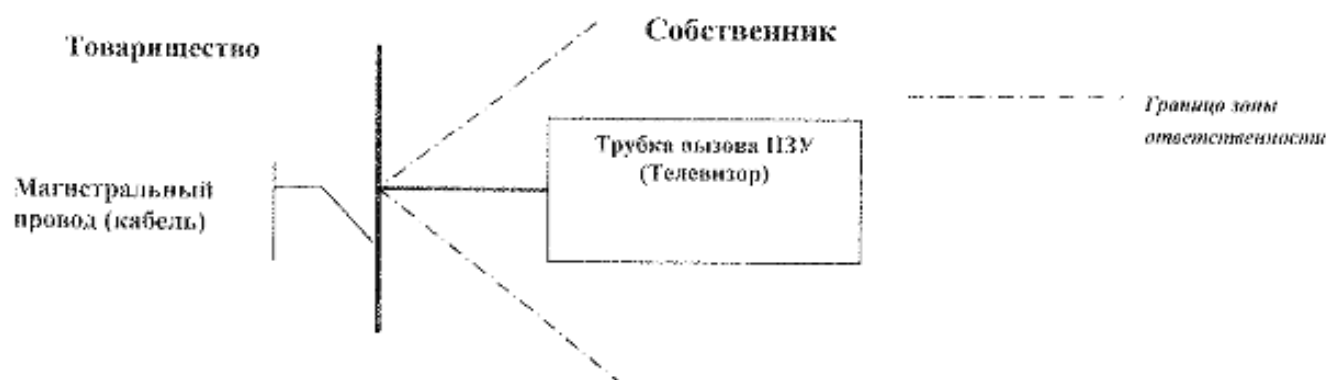 Товарищество
Собственник
Граница зоны
ответственности
Трубка вызова ПЗУ
(Телевизор)
Магистральный
провод (кабель)